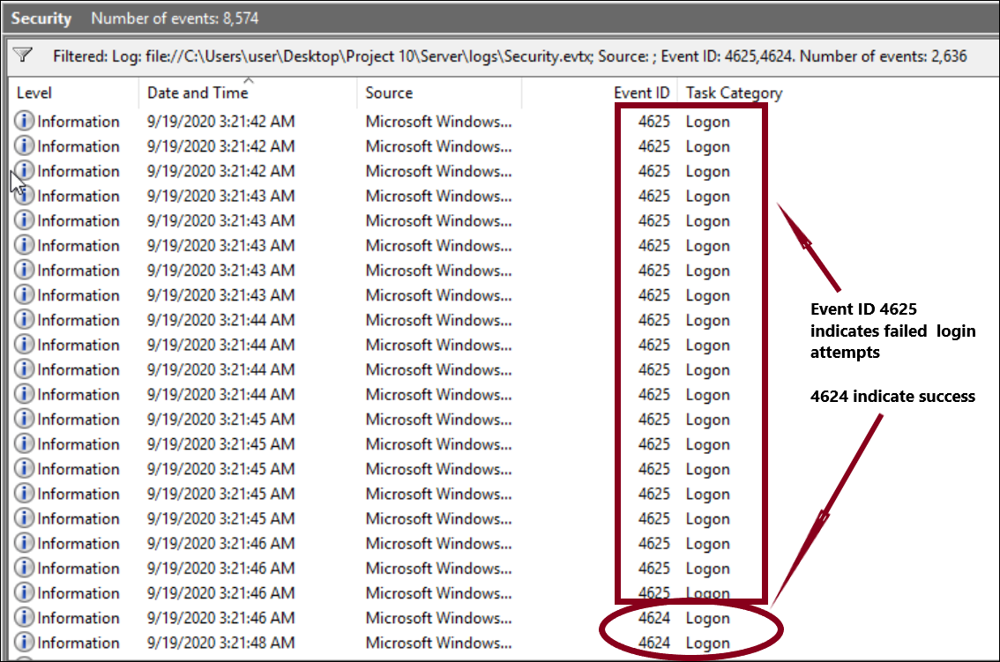 Security Number of events: 8,574
Filtered: Log: file://C:\Users\user\Desktop\Project 10\Server\logs\Security.evtx; Source: ; Event ID: 4625,4624. Number of events: 2,636
Level Date and Time Source Event ID Task Category
Information 9/19/2020 3:21:42 AM Microsoft Windows... 4625 Logon
Information 9/19/2020 3:21:42 AM Microsoft Windows... 4625 Logon
Information 9/19/2020 3:21:42 AM Microsoft Windows... 4625 Logon
Information 9/19/2020 3:21:43 AM Microsoft Windows... 4625 Logon
Information 9/19/2020 3:21:43 AM Microsoft Windows... 4625 Logon
Information 9/19/2020 3:21:43 AM Microsoft Windows... 4625 Logon
Information 9/19/2020 3:21:43 AM Microsoft Windows... 4625 Logon
Information 9/19/2020 3:21:43 AM Microsoft Windows... 4625 Logon
Information 9/19/2020 3:21:44 AM Microsoft Windows... 4625 Logon
Information 9/19/2020 3:21:44 AM Microsoft Windows... 4625 Logon
Information 9/19/2020 3:21:44 AM Microsoft Windows... 4625 Logon
Information 9/19/2020 3:21:44 AM Microsoft Windows... 4625 Logon
Information 9/19/2020 3:21:45 AM Microsoft Windows... 4625 Logon
Information 9/19/2020 3:21:45 AM Microsoft Windows... 4625 Logon
Information 9/19/2020 3:21:45 AM Microsoft Windows... 4625 Logon
Information 9/19/2020 3:21:45 AM Microsoft Windows... 4625 Logon
Information 9/19/2020 3:21:45 AM Microsoft Windows... 4625 Logon
Information 9/19/2020 3:21:46 AM Microsoft Windows... 4625 Logon
Information 9/19/2020 3:21:46 AM Microsoft Windows... 4625 Logon
Information 9/19/2020 3:21:46 AM Microsoft Windows... 4625 Logon
Information 9/19/2020 3:21:46 AM Microsoft Windows... 4624 Logon
Information 9/19/2020 3:21:48 AM Microsoft Windows... 4624 Logon
Event ID 4625
indicates failed login
attempts
4624 indicate success